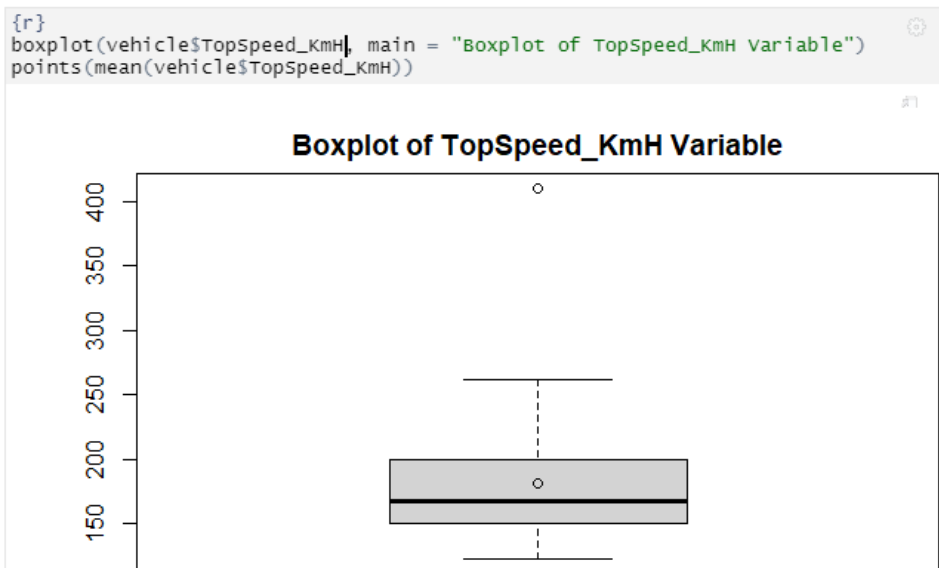 {r}
boxplot(vehicle$TopSpeed_KmH, main = "Boxplot of TopSpeed_KmH Variable")
points(mean(vehicle$TopSpeed_KmH))
Boxplot of TopSpeed_KmH Variable
400
350
300
250
200
150